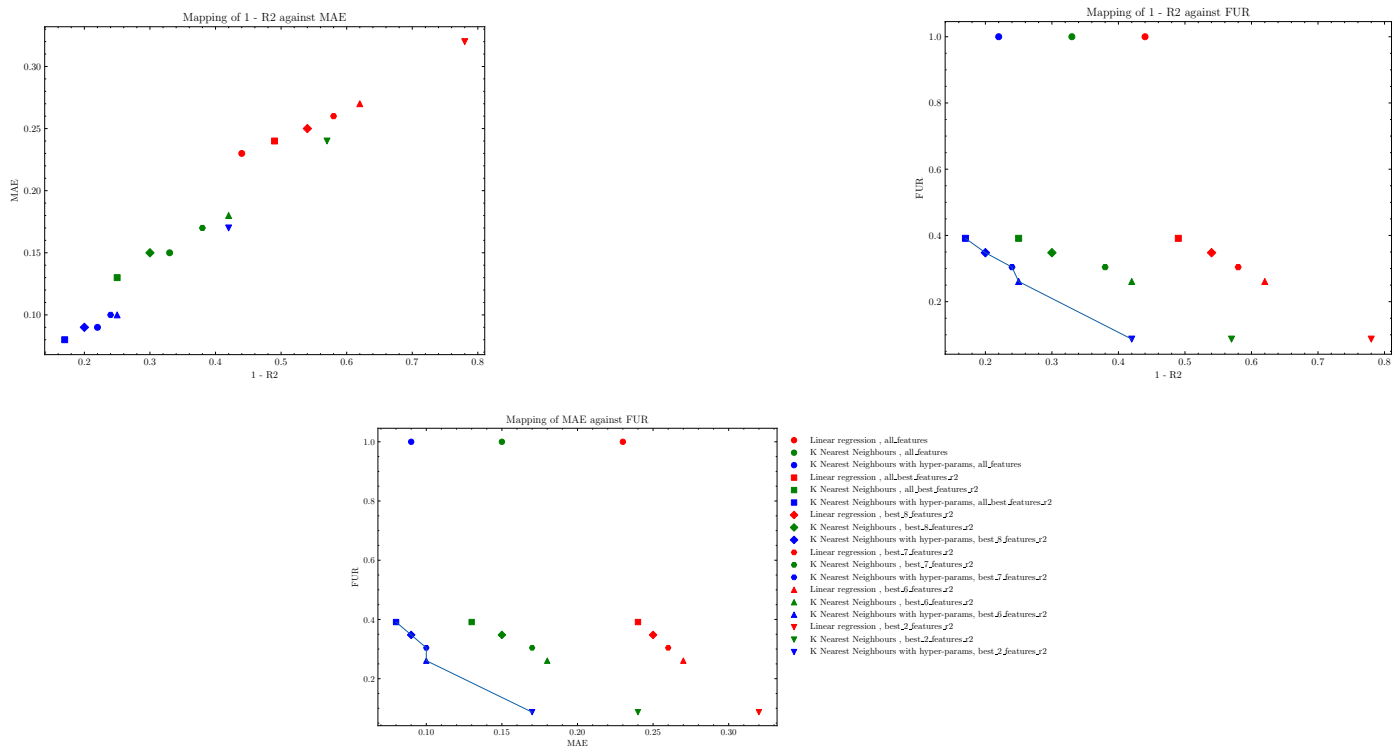 Mapping of 1 - R2 against MAE
MAE
0.30
0.25
0.20
0.15
0.10
0.2 0.3 0.4 0.5 0.6 0.7 0.8
1 - R2
Mapping of 1 - R2 against FUR
FUR
1.0
0.8
0.6
0.4
0.2
0.2 0.3 0.4 0.5 0.6 0.7 0.8
1 - R2
Mapping of MAE against FUR
FUR
1.0
0.8
0.6
0.4
0.2
0.10 0.15 0.20 0.25 0.30
MAE
Linear regression , all_features
K Nearest Neighbours , all_features
K Nearest Neighbours with hyper-params, all_features
Linear regression , all_best_features_r2
K Nearest Neighbours , all_best_features_r2
K Nearest Neighbours with hyper-params, all_best_features_r2
Linear regression , best_8_features_r2
K Nearest Neighbours , best_8_features_r2
K Nearest Neighbours with hyper-params, best_8_features_r2
Linear regression , best_7_features_r2
K Nearest Neighbours , best_7_features_r2
K Nearest Neighbours with hyper-params, best_7_features_r2
Linear regression , best_6_features_r2
K Nearest Neighbours , best_6_features_r2
K Nearest Neighbours with hyper-params, best_6_features_r2
Linear regression , best_2_features_r2
K Nearest Neighbours , best_2_features_r2
K Nearest Neighbours with hyper-params, best_2_features_r2